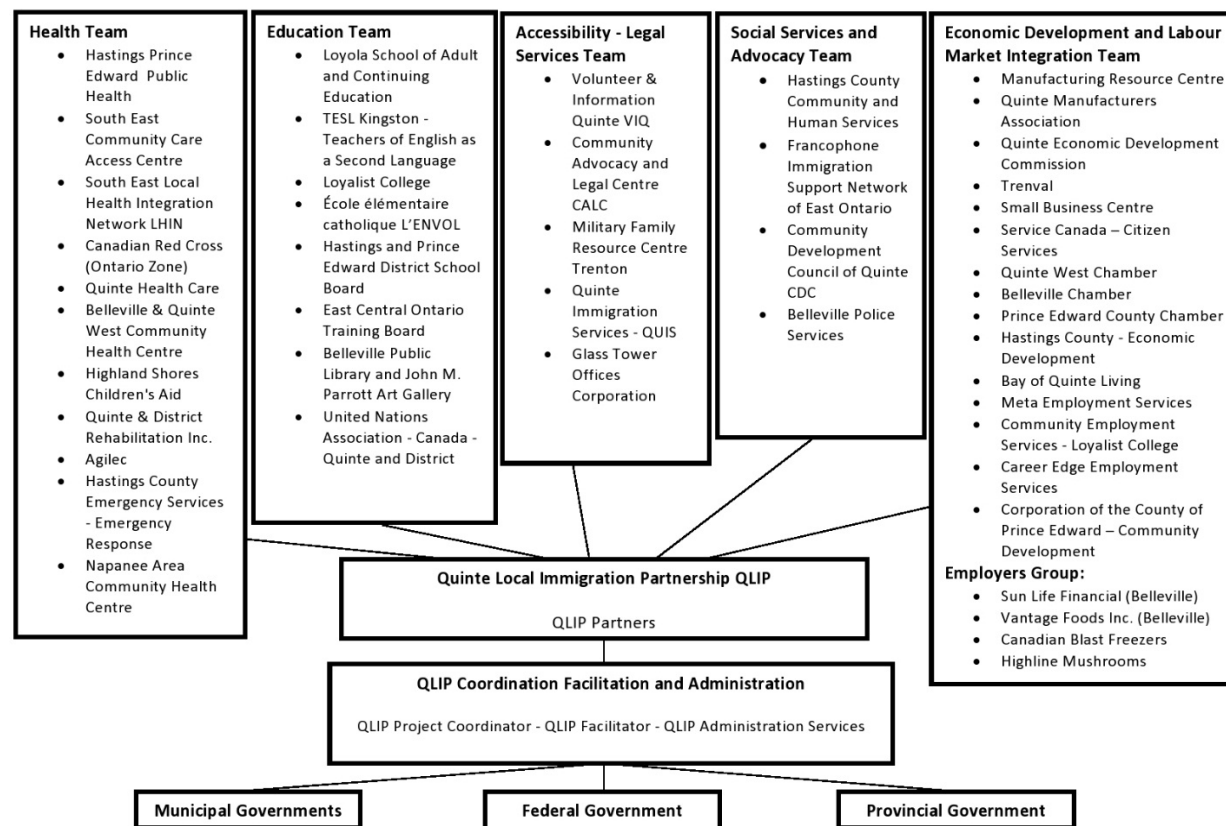 Health Team
• Hastings Prince
Edward Public
Health
• South East
Community Care
Access Centre
• South East Local
Health Integration
Network LHIN
• Canadian Red Cross
(Ontario Zone)
• Quinte Health Care
• Belleville & Quinte
West Community
Health Centre
• Highland Shores
Children's Aid
• Quinte & District
Rehabilitation Inc.
• Agilec
• Hastings County
Emergency Services
- Emergency
Response
• Napanee Area
Community Health
Centre
Education Team
• Loyola School of Adult
and Continuing
Education
• TESL Kingston -
Teachers of English as
a Second Language
• Loyalist College
• École élémentaire
catholique L’ENVOL
• Hastings and Prince
Edward District School
Board
• East Central Ontario
Training Board
• Belleville Public
Library and John M.
Parrott Art Gallery
• United Nations
Association - Canada -
Quinte and District
Accessibility - Legal
Services Team
• Volunteer &
Information
Quinte VIQ
• Community
Advocacy and
Legal Centre
CALC
• Military Family
Resource Centre
Trenton
• Quinte
Immigration
Services - QUIS
• Glass Tower
Offices
Corporation
Social Services and
Advocacy Team
• Hastings County
Community and
Human Services
• Francophone
Immigration
Support Network
of East Ontario
• Community
Development
Council of Quinte
CDC
• Belleville Police
Services
Economic Development and Labour
Market Integration Team
• Manufacturing Resource Centre
• Quinte Manufacturers
Association
• Quinte Economic Development
Commission
• Trenval
• Small Business Centre
• Service Canada – Citizen
Services
• Quinte West Chamber
• Belleville Chamber
• Prince Edward County Chamber
• Hastings County - Economic
Development
• Bay of Quinte Living
• Meta Employment Services
• Community Employment
Services - Loyalist College
• Career Edge Employment
Services
• Corporation of the County of
Prince Edward – Community
Development
Employers Group:
• Sun Life Financial (Belleville)
• Vantage Foods Inc. (Belleville)
• Canadian Blast Freezers
• Highline Mushrooms
Quinte Local Immigration Partnership QLIP
QLIP Partners
QLIP Coordination Facilitation and Administration
QLIP Project Coordinator - QLIP Facilitator - QLIP Administration Services
Municipal Governments
Federal Government
Provincial Government